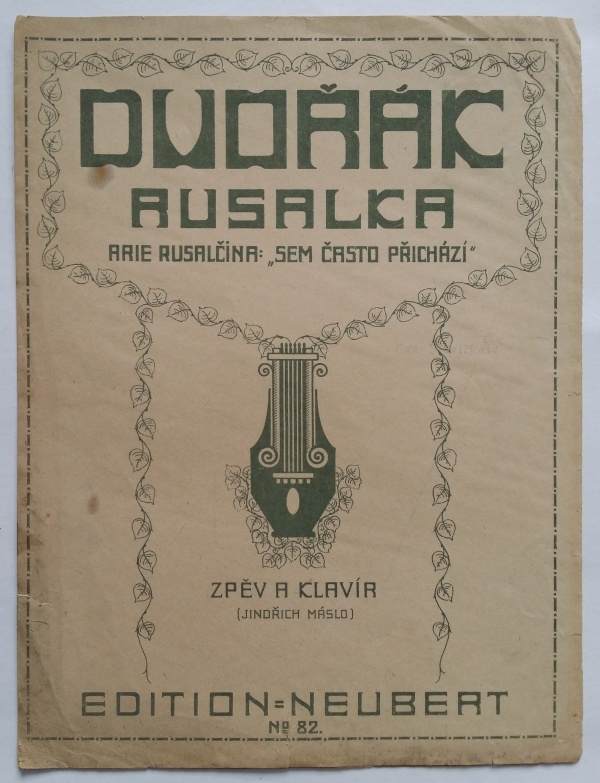 DVOŘÁK
RUSALKA
ARIE RUSALČINA: „SEM ČASTO PŘICHÁZÍ“
ZPĚV A KLAVÍR
(JINDŘICH MÁSLO)
EDITION=NEUBERT
No 82.